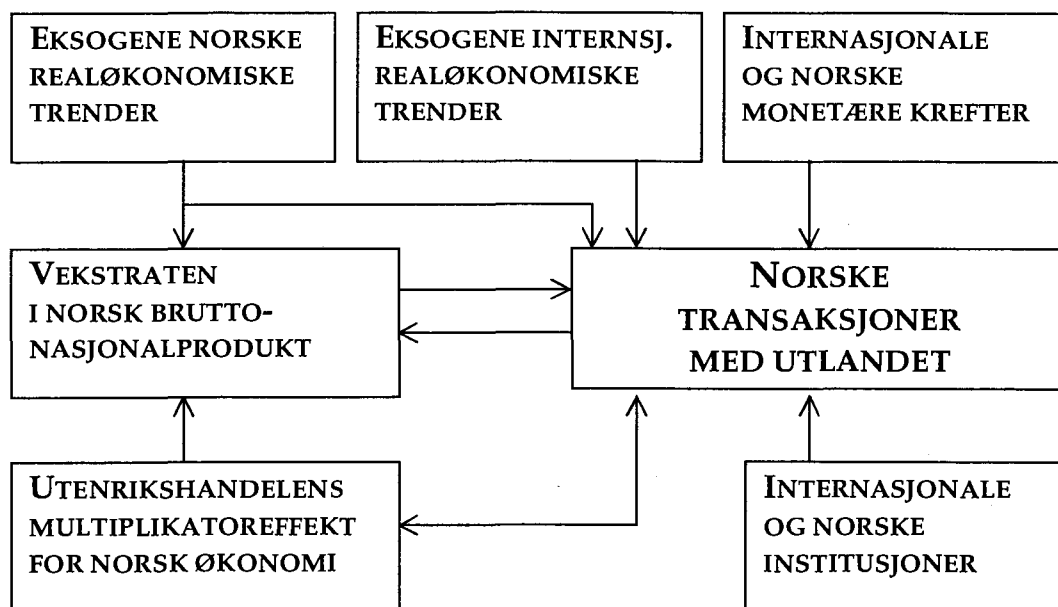 EKSOGENE NORSKE
REALØKONOMISKE
TRENDER
EKSOGENE INTERNSJ.
REALØKONOMISKE
TRENDER
INTERNASJONALE
OG NORSKE
MONETÆRE KREFTER
VEKSTRATEN
I NORSK BRUTTO-
NASJONALPRODUKT
NORSKE
TRANSAKSJONER
MED UTLANDET
UTENRIKSHANDELENS
MULTIPLIKATOREFFEKT
FOR NORSK ØKONOMI
INTERNASJONALE
OG NORSKE
INSTITUSJONER